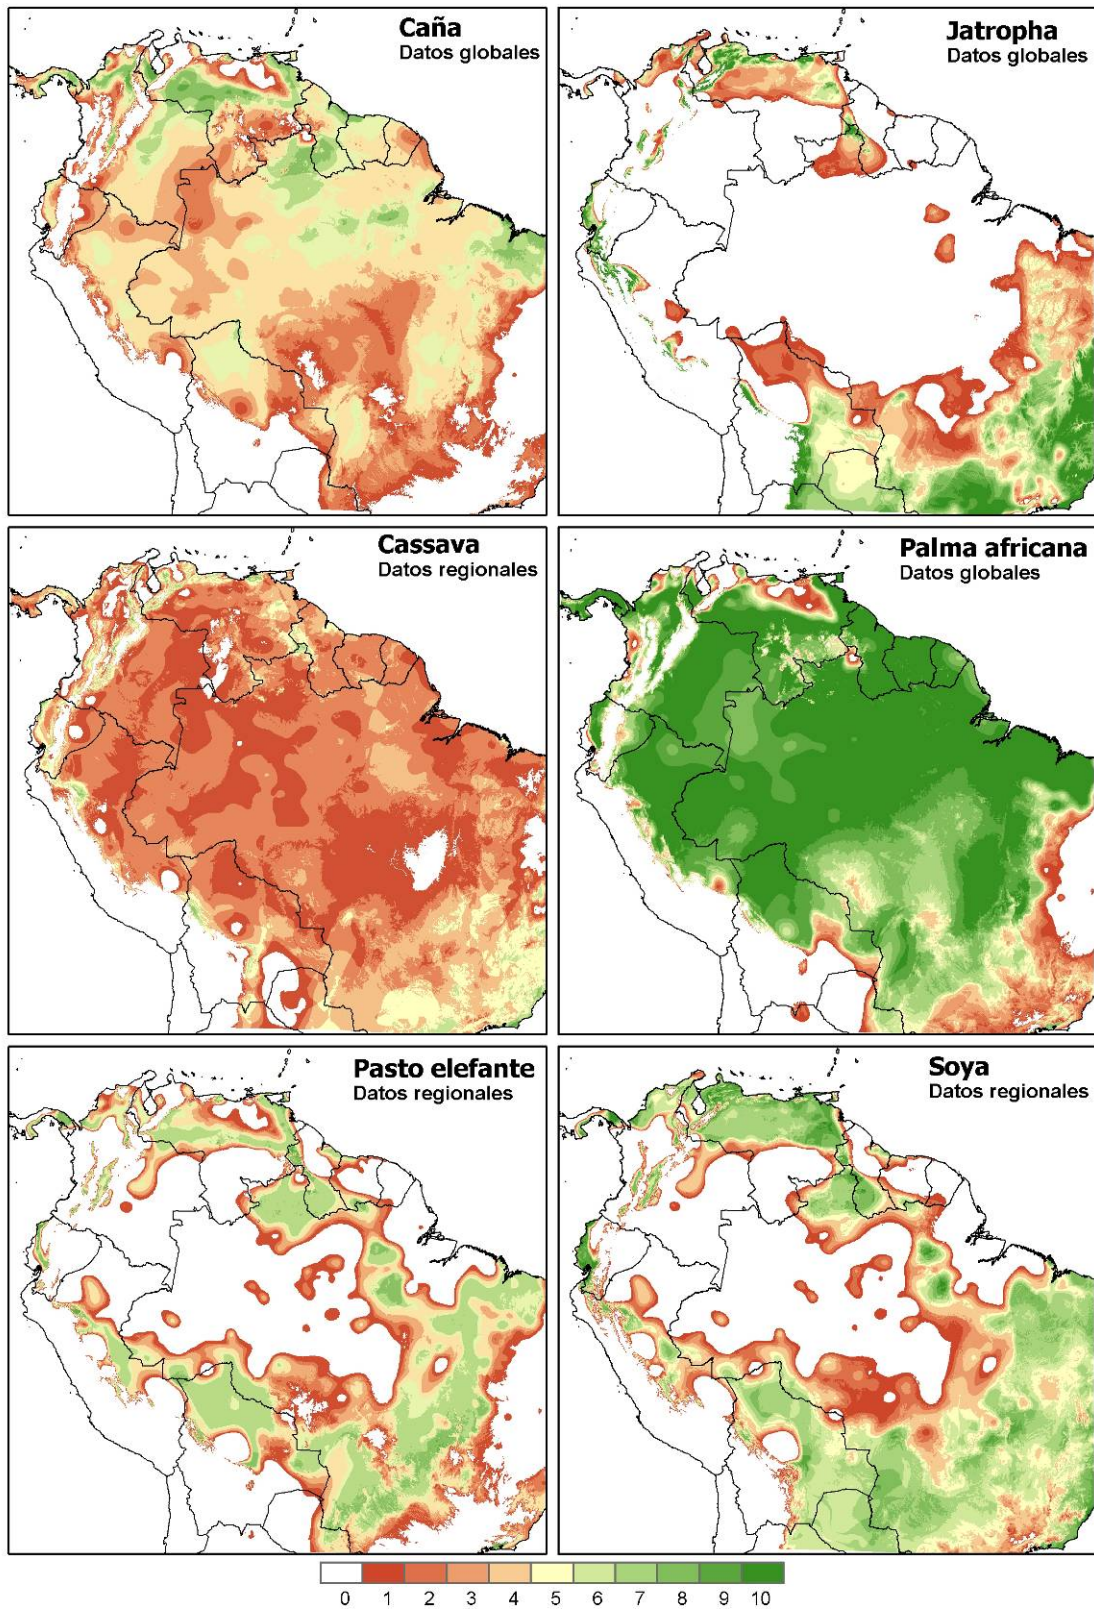 Caña
Datos globales
Jatropha
Datos globales
Cassava
Datos regionales
Palma africana
Datos globales
Pasto elefante
Datos regionales
Soya
Datos regionales
0 1 2 3 4 5 6 7 8 9 10